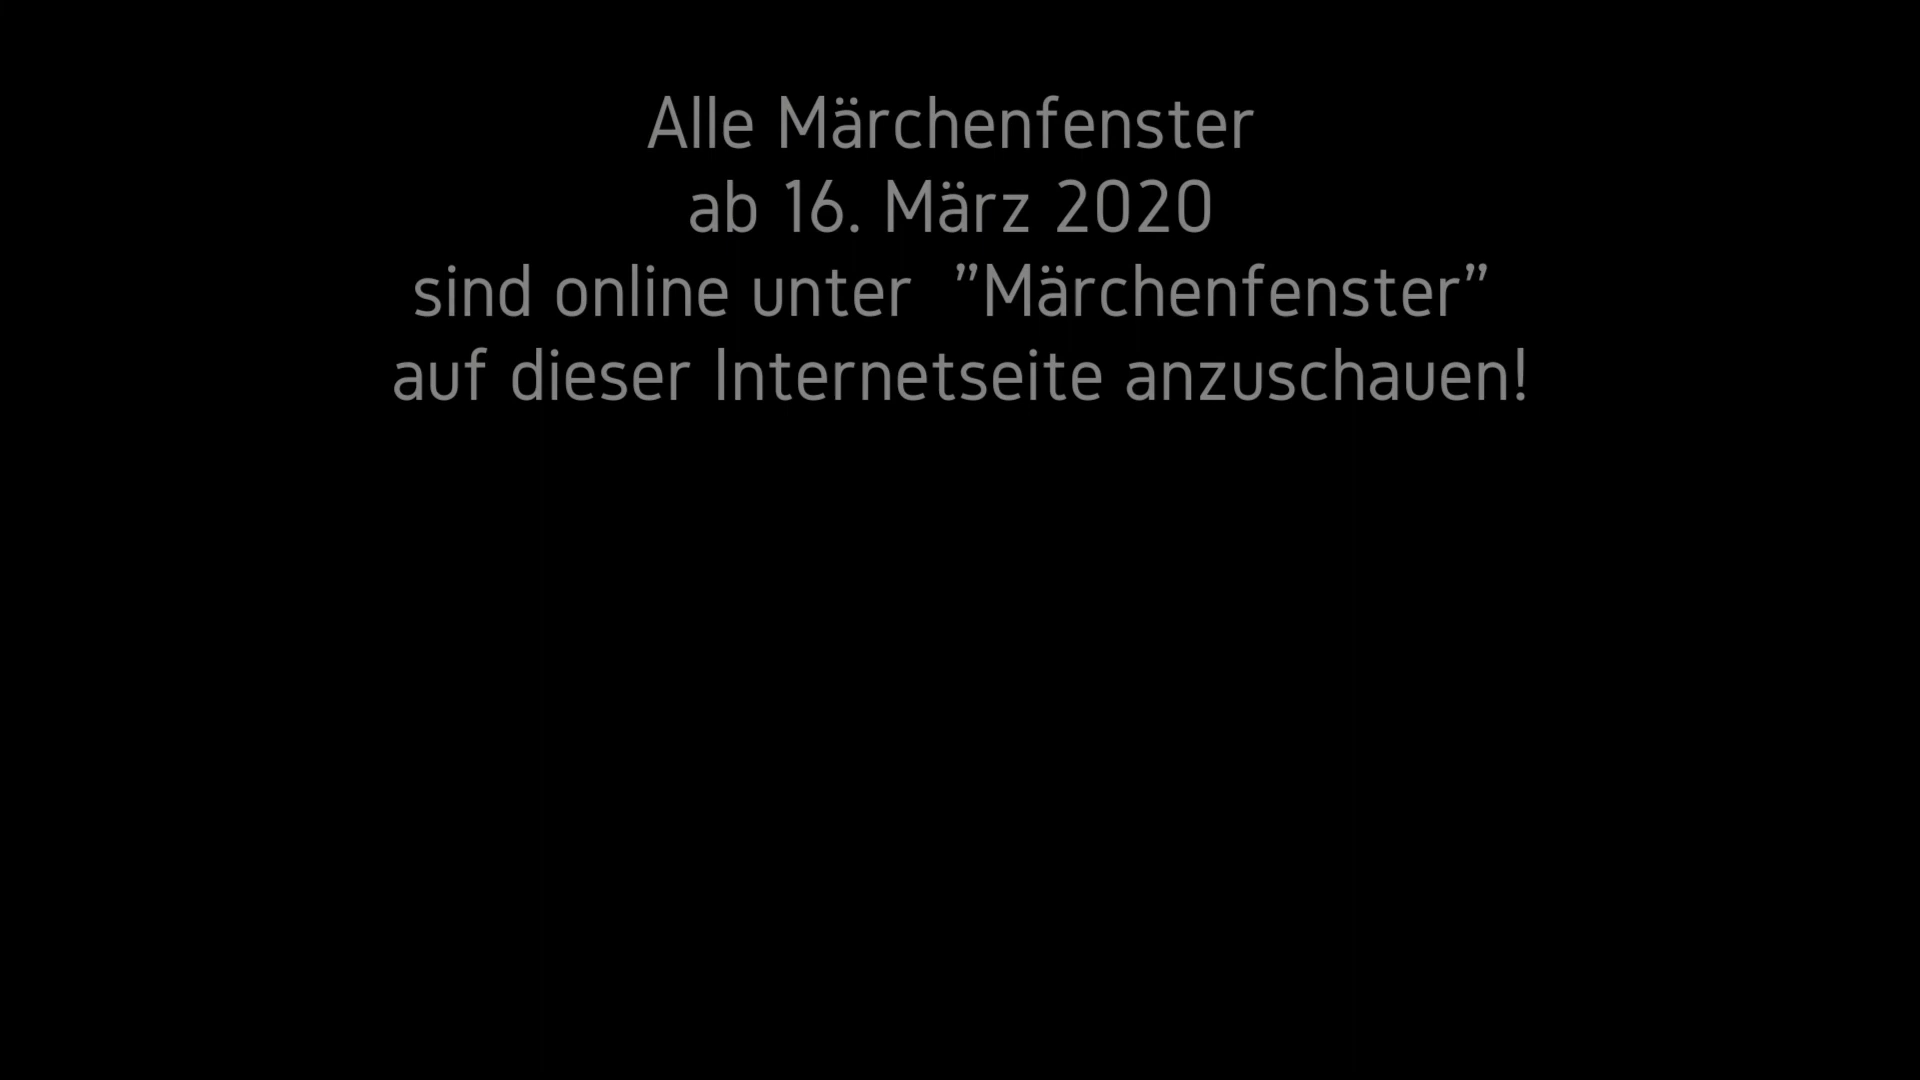 Alle Märchenfenster
ab 16. März 2020
sind online unter ”Märchenfenster”
auf dieser Internetseite anzuschauen!